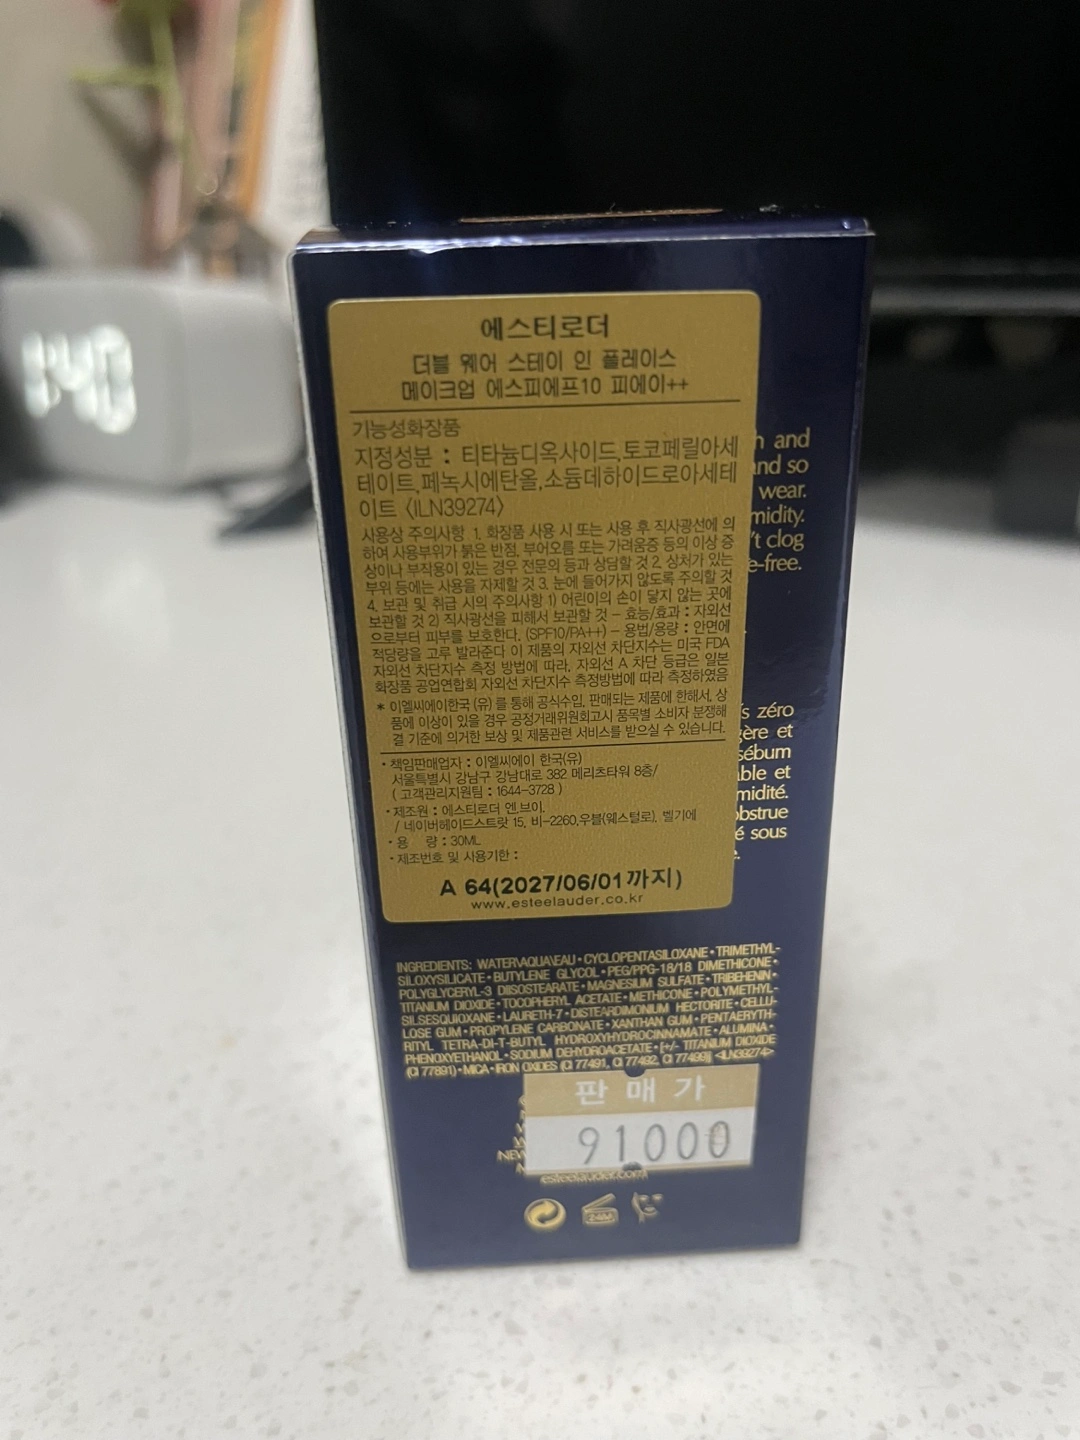 에스티로더
더블 웨어 스테이 인 플레이스
메이크업 에스피에프10 피에이++
기능성화장품
지정성분 : 티타늄디옥사이드,토코페릴아세
테이트,페녹시에탄올,소듐데하이드로아세테
이트 〈ILN39274〉
사용상 주의사항 1. 화장품 사용 시 또는 사용 후 직사광선에 의
하여 사용부위가 붉은 반점, 부어오름 또는 가려움증 등의 이상 증
상이나 부작용이 있는 경우 전문의 등과 상담할 것 2. 상처가 있는
부위 등에는 사용을 자제할 것 3. 눈에 들어가지 않도록 주의할 것
4. 보관 및 취급 시의 주의사항 1) 어린이의 손이 닿지 않는 곳에
보관할 것 2) 직사광선을 피해서 보관할 것 - 효능/효과 : 자외선
으로부터 피부를 보호한다. (SPF10/PA++) - 용법/용량 : 안면에
적당량을 고루 발라준다 이 제품의 자외선 차단지수는 미국 FDA
자외선 차단지수 측정 방법에 따라, 자외선 A 차단 등급은 일본
화장품 공업연합회 자외선 차단지수 측정방법에 따라 측정하였음
* 이엘씨에이한국 (유) 를 통해 공식수입, 판매되는 제품에 한해서, 상
품에 이상이 있을 경우 공정거래위원회고시 품목별 소비자 분쟁해
결 기준에 의거한 보상 및 제품관련 서비스를 받으실 수 있습니다.
• 책임판매업자 : 이엘씨에이 한국(유)
서울특별시 강남구 강남대로 382 메리츠타워 8층/
( 고객관리지원팀 : 1644-3728 )
• 제조원 : 에스티로더 엔.브이.
/ 네이버헤이드스트랏 15, 비-2260,우블(웨스털로), 벨기에
• 용 량 : 30ML
• 제조번호 및 사용기한 :
A 64(2027/06/01까지)
www.esteelauder.co.kr
and
nd so
wear.
midity.
't clog
e-free.
s zéro
gère et
sébum
able et
midité.
obstrue
é sous
INGREDIENTS: WATER\AQUA\EAU • CYCLOPENTASILOXANE • TRIMETHYL-
SILOXYSILICATE • BUTYLENE GLYCOL • PEG/PPG-18/18 DIMETHICONE •
POLYGLYCERYL-3 DIISOSTEARATE • MAGNESIUM SULFATE • TRIBEHENIN •
TITANIUM DIOXIDE • TOCOPHERYL ACETATE • METHICONE • POLYMETHYL-
SILSESQUIOXANE • LAURETH-7 • DISTEARDIMONIUM HECTORITE • CELLU-
LOSE GUM • PROPYLENE CARBONATE • XANTHAN GUM • PENTAERYTH-
RITYL TETRA-DI-T-BUTYL HYDROXYHYDROCINNAMATE • ALUMINA •
PHENOXYETHANOL • SODIUM DEHYDROACETATE • [+/- TITANIUM DIOXIDE
(CI 77891) • MICA • IRON OXIDES (CI 77491, CI 77492, CI 77499)] <ILN39274>
판매가
91000
NEW
esteelauder.com
24M